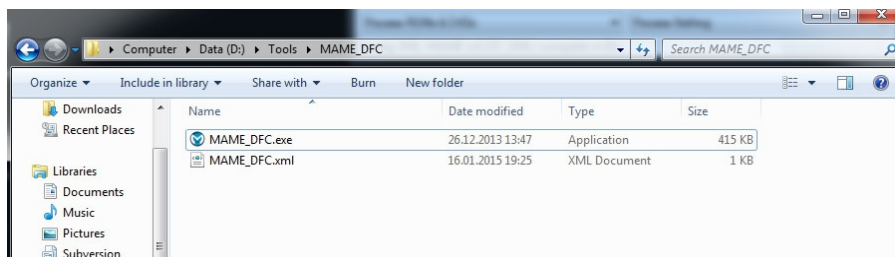 Computer ▸ Data (D:) ▸ Tools ▸ MAME_DFC
Search MAME_DFC
Organize
Include in library
Share with
Burn
New folder
Downloads
Recent Places
Libraries
Documents
Music
Pictures
Subversion
Name Date modified Type Size
MAME_DFC.exe 26.12.2013 13:47 Application 415 KB
MAME_DFC.xml 16.01.2015 19:25 XML Document 1 KB